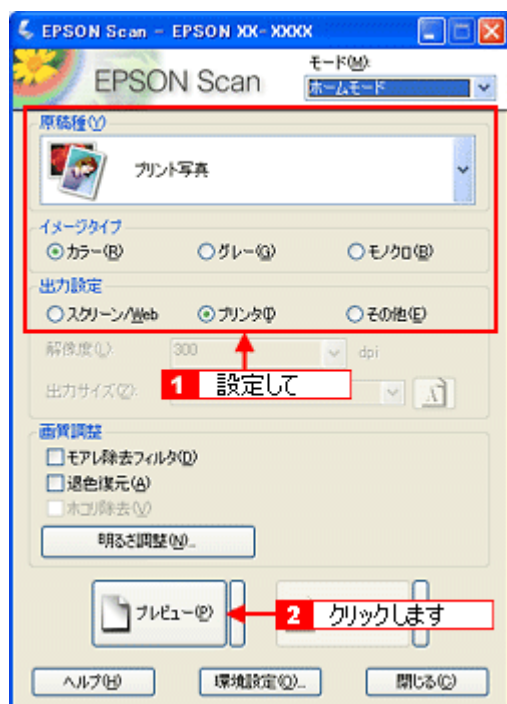 EPSON Scan - EPSON XX-XXXX
EPSON Scan
モード(M):
ホームモード
原稿種(Y)
プリント写真
イメージタイプ
カラー(R) グレー(G) モノクロ(B)
出力設定
スクリーン/Web プリンタ(I) その他(E)
解像度(L): 300 dpi
1 設定して
出力サイズ(Z):
画質調整
モアレ除去フィルタ(D)
退色復元(A)
ホコリ除去(V)
明るさ調整(N)...
プレビュー(P)
2 クリックします
ヘルプ(H) 環境設定(O)... 閉じる(C)